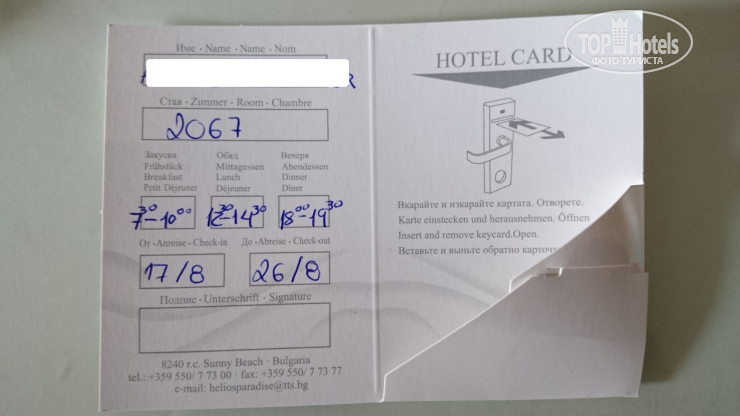 Име - Name - Name - Nom
Стая - Zimmer - Room - Chambre
2067
Закуска
Frühstück
Breakfast
Petit Déjeuner
Обяд
Mittagessen
Lunch
Déjeuner
Вечеря
Abendessen
Dinner
Dîner
7³⁰-10⁰⁰
12³⁰-14³⁰
18⁰⁰-19³⁰
От - Anreise - Check-in
До - Abreise - Check-out
17/8
26/8
Подпис - Unterschrift - Signature
8240 r.c. Sunny Beach · Bulgaria
tel.: +359 550/ 7 73 00 · fax: +359 550/ 7 73 77
e-mail: heliosparadise@tts.bg
HOTEL CARD
Вкарайте и изкарайте картата. Отворете.
Karte einstecken und herausnehmen. Öffnen
Insert and remove keycard.Open.
Вставьте и выньте обратно карточку
TOP Hotels
ФОТО ТУРИСТА